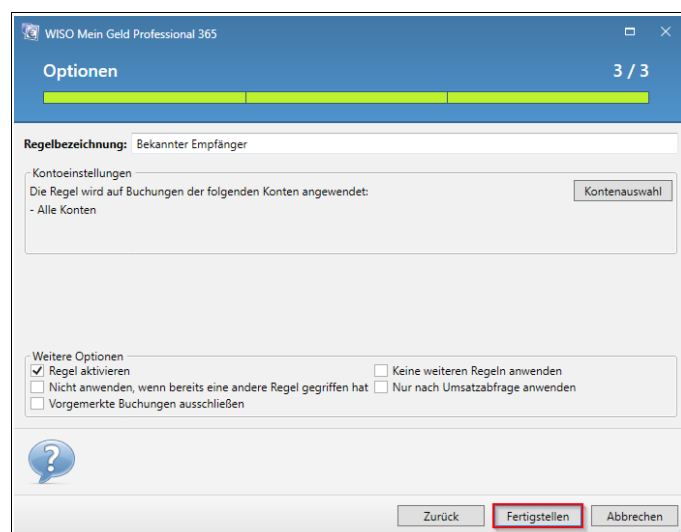 WISO Mein Geld Professional 365
Optionen 3 / 3
Regelbezeichnung: Bekannter Empfänger
Kontoeinstellungen
Die Regel wird auf Buchungen der folgenden Konten angewendet: Kontenauswahl
- Alle Konten
Weitere Optionen
Regel aktivieren Keine weiteren Regeln anwenden
Nicht anwenden, wenn bereits eine andere Regel gegriffen hat Nur nach Umsatzabfrage anwenden
Vorgemerkte Buchungen ausschließen
Zurück Fertigstellen Abbrechen